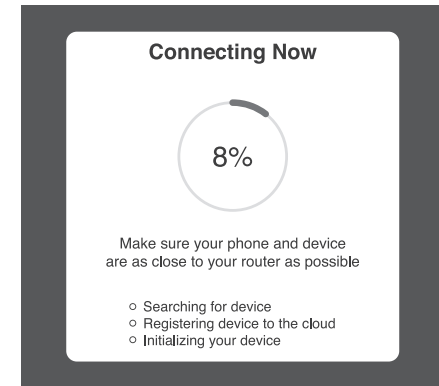 Connecting Now
8%
Make sure your phone and device
are as close to your router as possible
Searching for device
Registering device to the cloud
Initializing your device